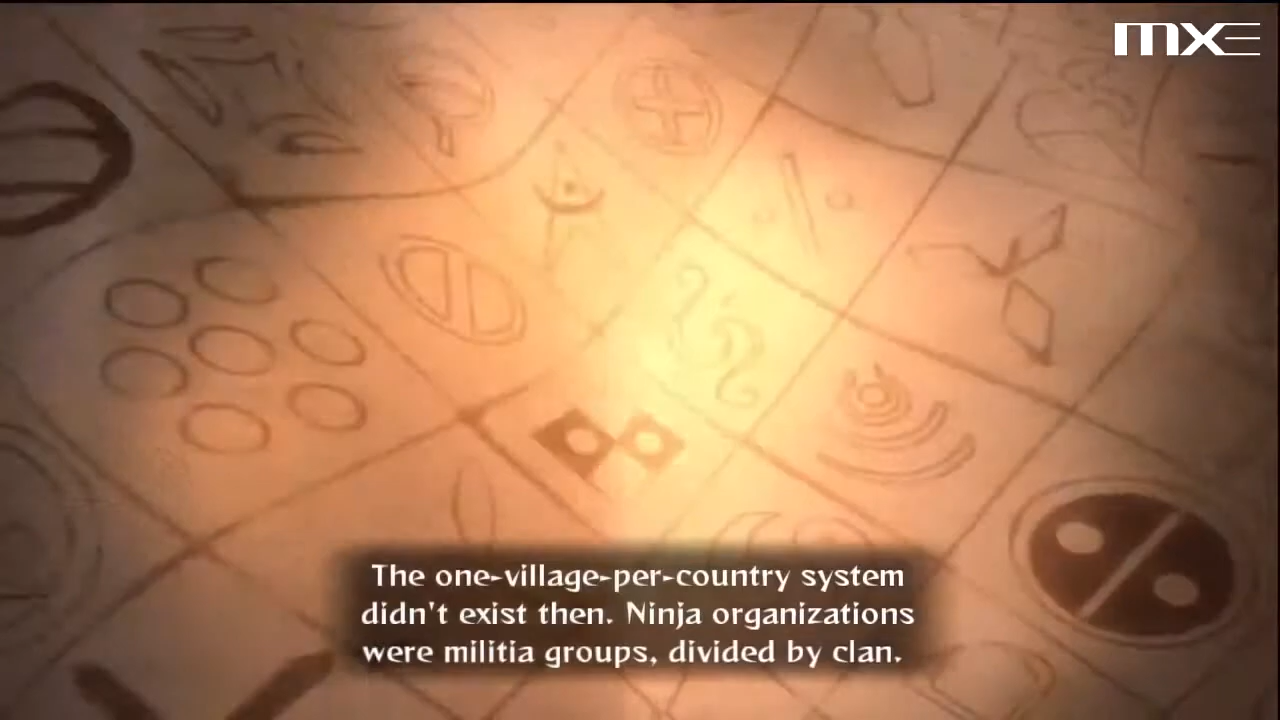 MXE
The one-village-per-country system
didn't exist then. Ninja organizations
were militia groups, divided by clan.